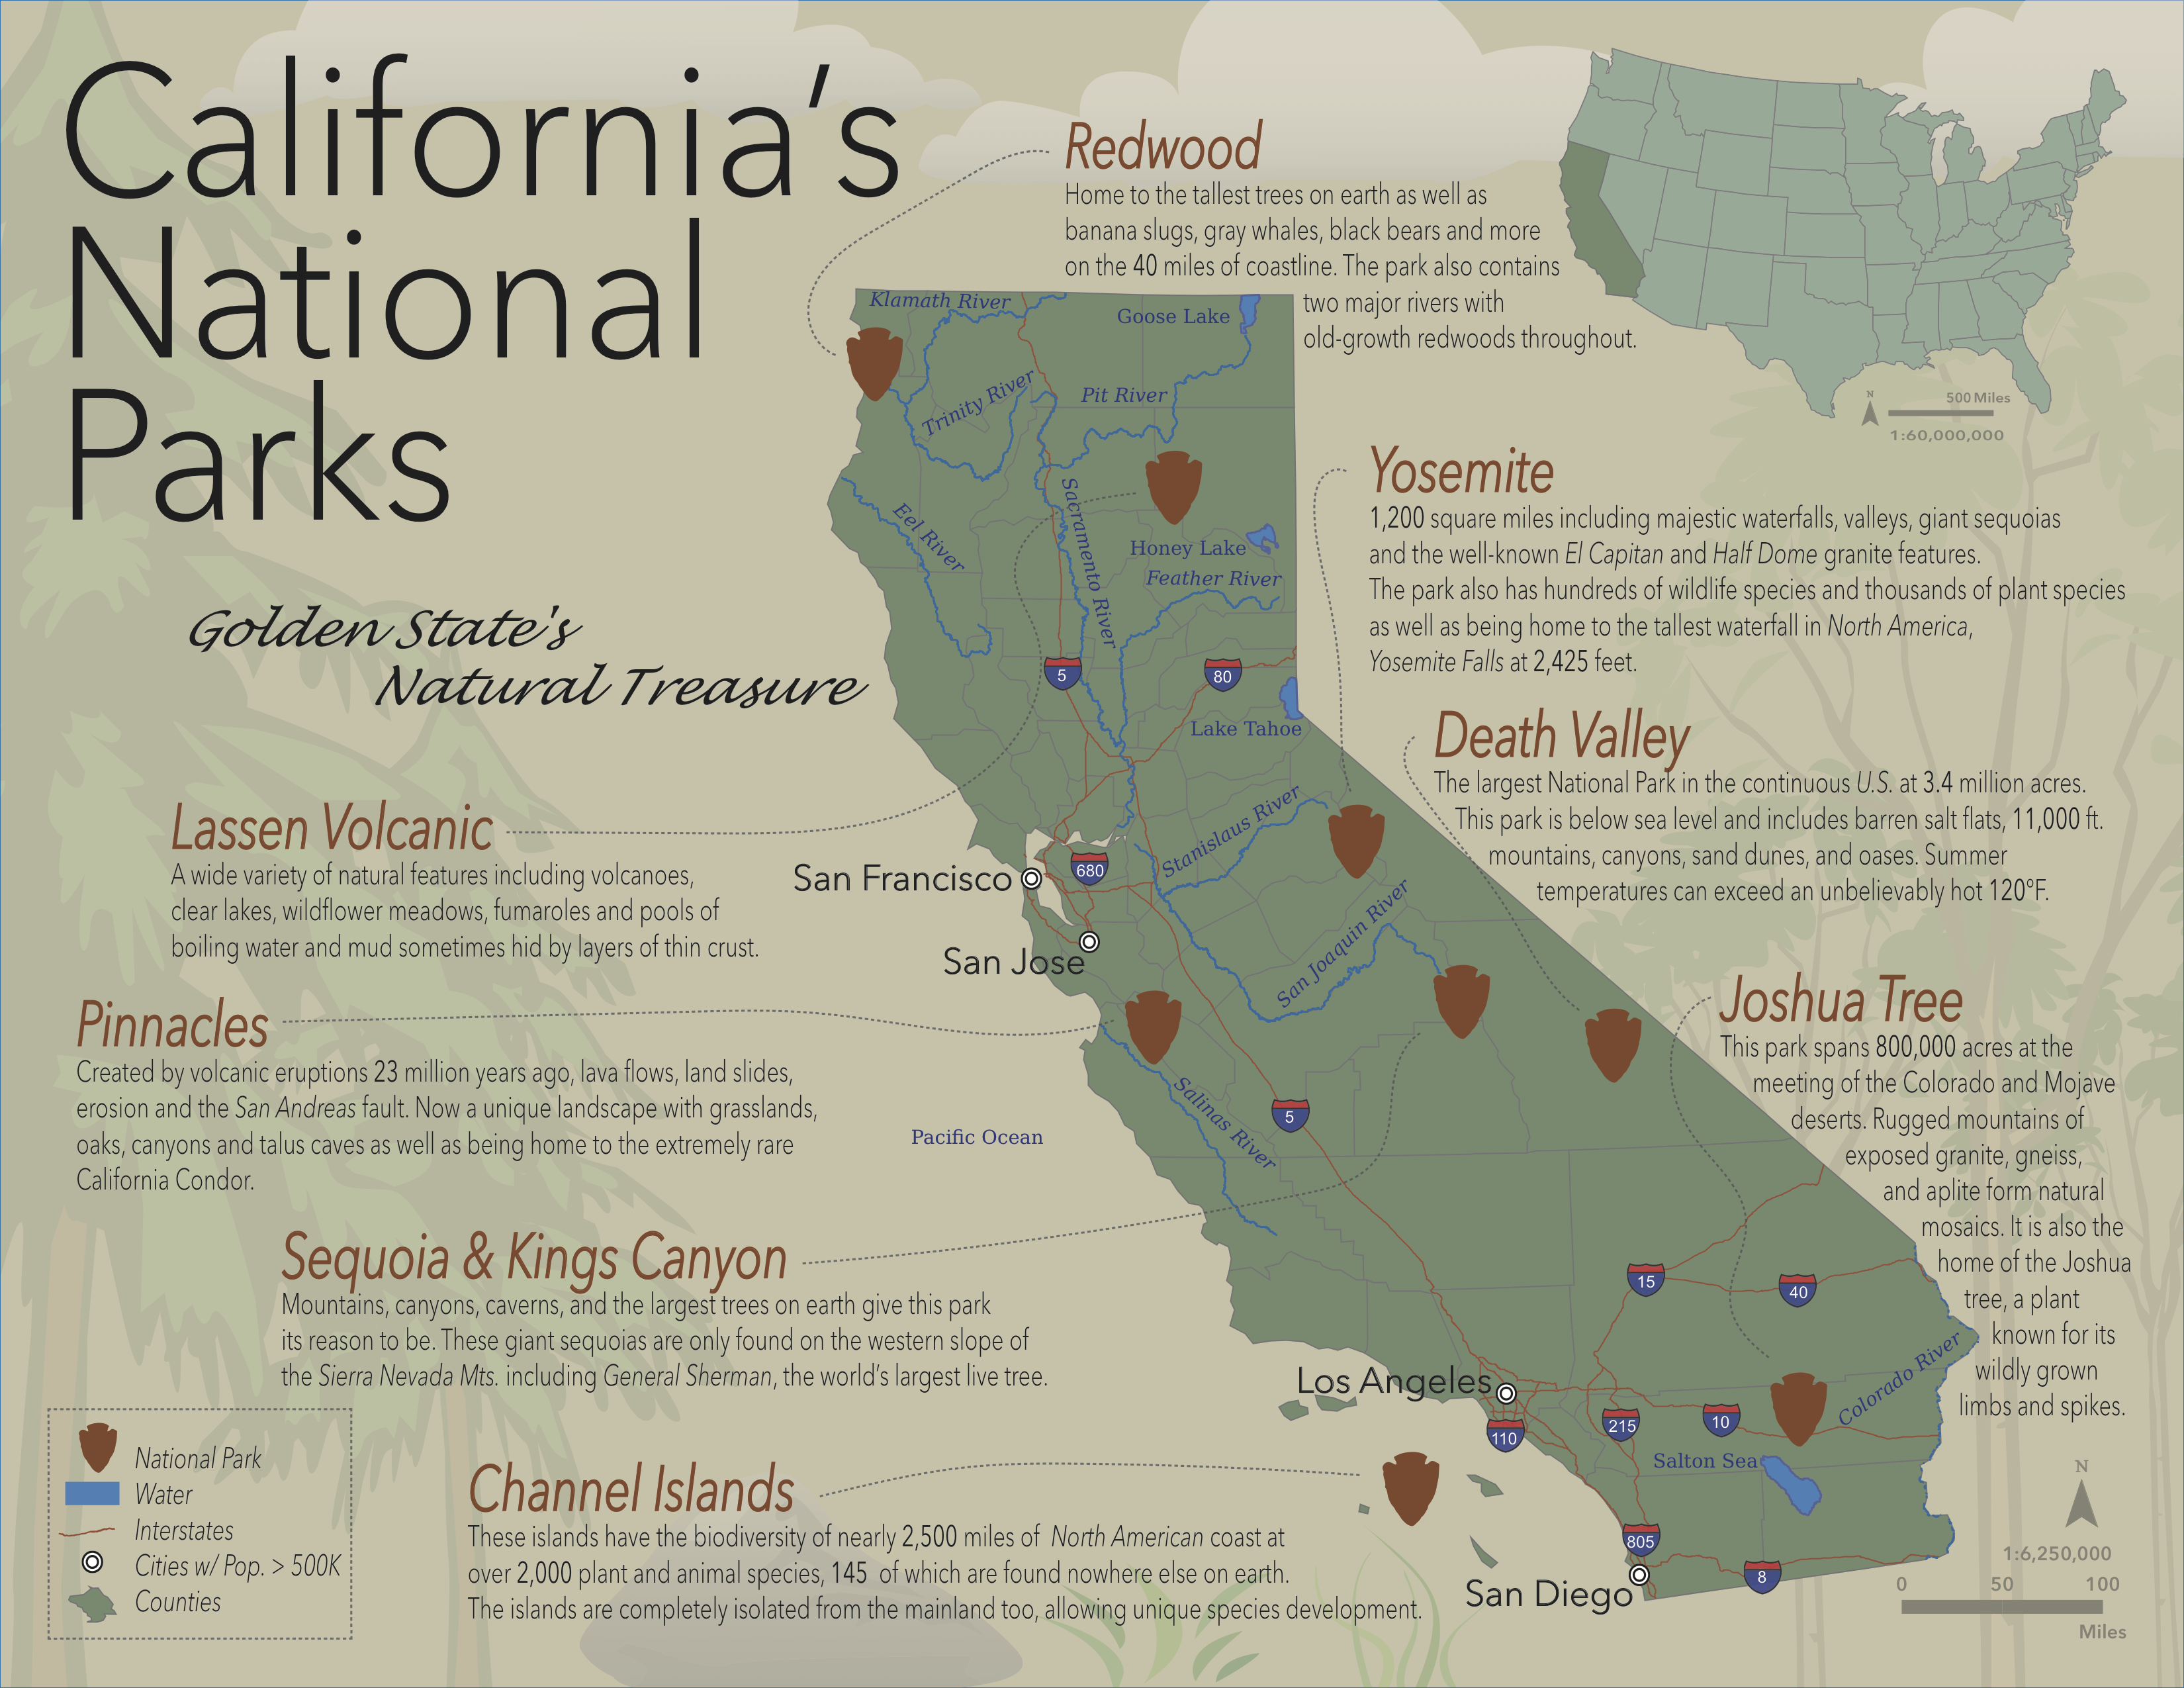 California's
National
Parks
Golden State's
Natural Treasure
Redwood
Home to the tallest trees on earth as well as
banana slugs, gray whales, black bears and more
on the 40 miles of coastline. The park also contains
two major rivers with
old-growth redwoods throughout.
N
500 Miles
1:60,000,000
Yosemite
1,200 square miles including majestic waterfalls, valleys, giant sequoias
and the well-known El Capitan and Half Dome granite features.
The park also has hundreds of wildlife species and thousands of plant species
as well as being home to the tallest waterfall in North America,
Yosemite Falls at 2,425 feet.
Death Valley
The largest National Park in the continuous U.S. at 3.4 million acres.
This park is below sea level and includes barren salt flats, 11,000 ft.
mountains, canyons, sand dunes, and oases. Summer
temperatures can exceed an unbelievably hot 120°F.
Joshua Tree
This park spans 800,000 acres at the
meeting of the Colorado and Mojave
deserts. Rugged mountains of
exposed granite, gneiss,
and aplite form natural
mosaics. It is also the
home of the Joshua
tree, a plant
known for its
wildly grown
limbs and spikes.
Lassen Volcanic
A wide variety of natural features including volcanoes,
clear lakes, wildflower meadows, fumaroles and pools of
boiling water and mud sometimes hid by layers of thin crust.
Pinnacles
Created by volcanic eruptions 23 million years ago, lava flows, land slides,
erosion and the San Andreas fault. Now a unique landscape with grasslands,
oaks, canyons and talus caves as well as being home to the extremely rare
California Condor.
Sequoia & Kings Canyon
Mountains, canyons, caverns, and the largest trees on earth give this park
its reason to be. These giant sequoias are only found on the western slope of
the Sierra Nevada Mts. including General Sherman, the world's largest live tree.
Channel Islands
These islands have the biodiversity of nearly 2,500 miles of North American coast at
over 2,000 plant and animal species, 145 of which are found nowhere else on earth.
The islands are completely isolated from the mainland too, allowing unique species development.
Klamath River
Goose Lake
Trinity River
Pit River
Sacramento River
Eel River
Honey Lake
Feather River
5
80
Lake Tahoe
Stanislaus River
San Francisco
680
San Jose
San Joaquin River
Salinas River
5
Pacific Ocean
15
40
Los Angeles
110
215
10
Colorado River
Salton Sea
805
San Diego
8
National Park
Water
Interstates
Cities w/ Pop. > 500K
Counties
N
1:6,250,000
0 50 100
Miles